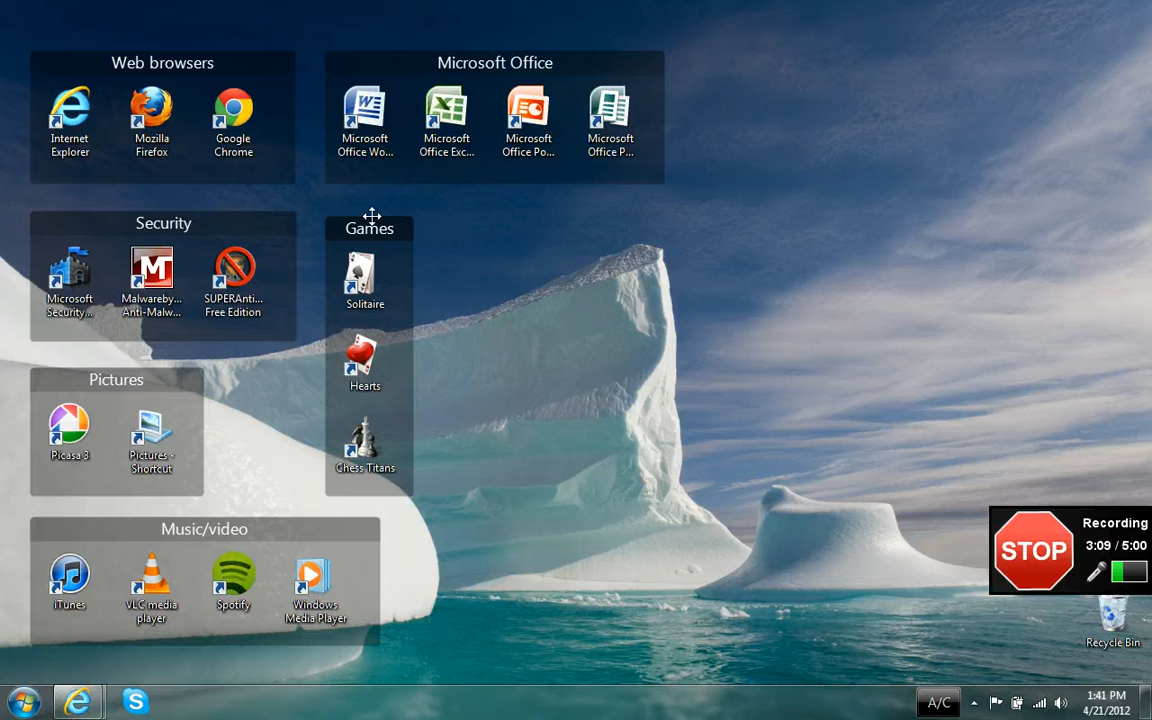 Web browsers
Internet
Explorer
Mozilla
Firefox
Google
Chrome
Microsoft Office
Microsoft
Office Wo...
Microsoft
Office Exc...
Microsoft
Office Po...
Microsoft
Office P...
Security
Microsoft
Security...
Malwareby...
Anti-Malw...
SUPERAnti...
Free Edition
Games
Solitaire
Hearts
Chess Titans
Pictures
Picasa 3
Pictures -
Shortcut
Music/video
iTunes
VLC media
player
Spotify
Windows
Media Player
STOP
Recording
3:09 / 5:00
Recycle Bin
A/C
1:41 PM
4/21/2012